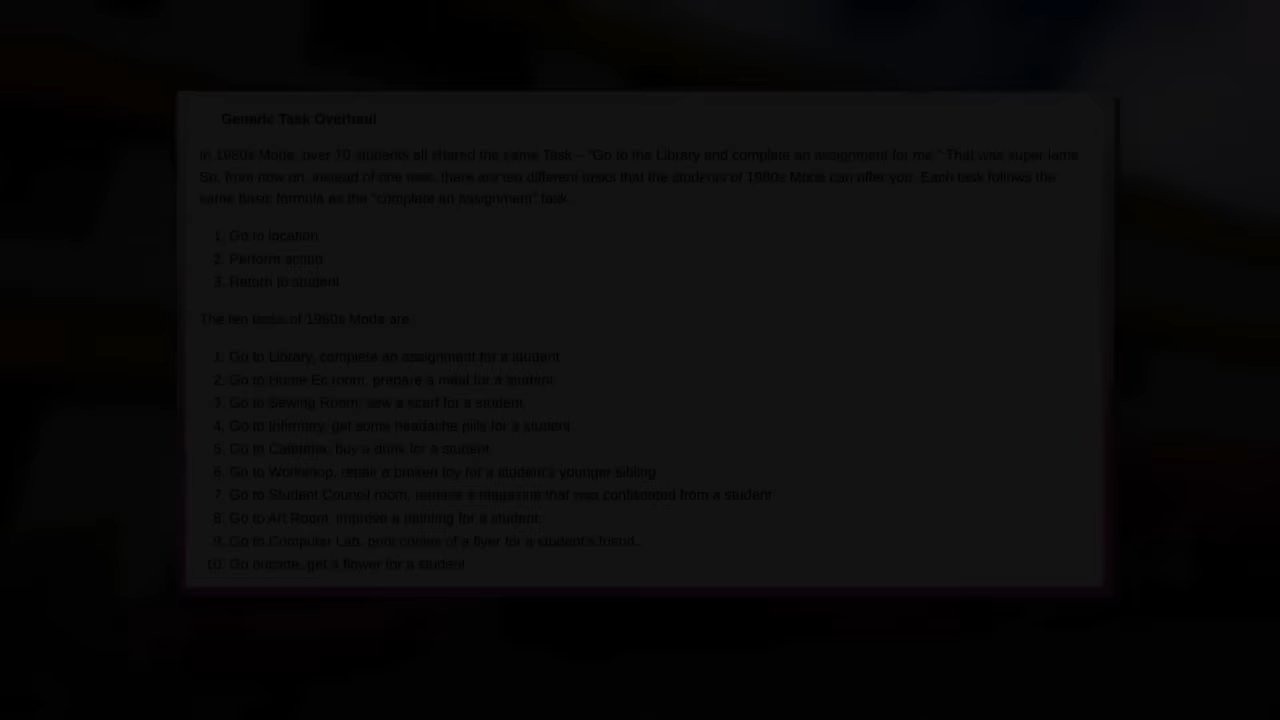 Generic Task Overhaul
In 1980s Mode, over 70 students all shared the same Task – "Go to the Library and complete an assignment for me." That was super lame.
So, from now on, instead of one task, there are ten different tasks that the students of 1980s Mode can offer you. Each task follows the
same basic formula as the "complete an assignment" task.
1. Go to location
2. Perform action
3. Return to student
The ten tasks of 1980s Mode are
1. Go to Library, complete an assignment for a student
2. Go to Home Ec room, prepare a meal for a student
3. Go to Sewing Room, sew a scarf for a student
4. Go to Infirmary, get some headache pills for a student
5. Go to Cafeteria, buy a drink for a student
6. Go to Workshop, repair a broken toy for a student's younger sibling
7. Go to Student Council room, retrieve a magazine that was confiscated from a student
8. Go to Art Room, improve a painting for a student.
9. Go to Computer Lab, print copies of a flyer for a student's friend.
10. Go outside, get a flower for a student